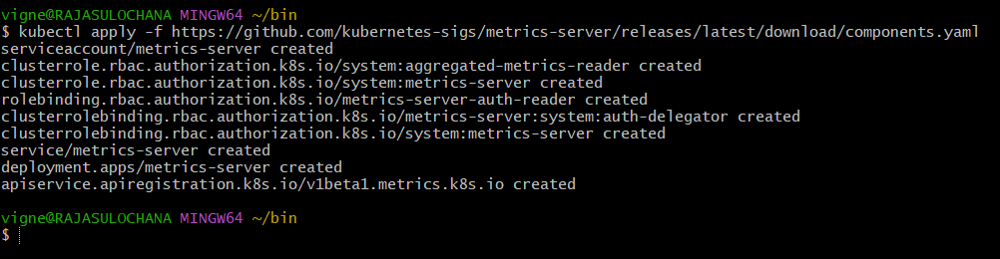 vigne@RAJASULOCHANA MINGW64 ~/bin
$ kubectl apply -f https://github.com/kubernetes-sigs/metrics-server/releases/latest/download/components.yaml
serviceaccount/metrics-server created
clusterrole.rbac.authorization.k8s.io/system:aggregated-metrics-reader created
clusterrole.rbac.authorization.k8s.io/system:metrics-server created
rolebinding.rbac.authorization.k8s.io/metrics-server-auth-reader created
clusterrolebinding.rbac.authorization.k8s.io/metrics-server:system:auth-delegator created
clusterrolebinding.rbac.authorization.k8s.io/system:metrics-server created
service/metrics-server created
deployment.apps/metrics-server created
apiservice.apiregistration.k8s.io/v1beta1.metrics.k8s.io created
vigne@RAJASULOCHANA MINGW64 ~/bin
$